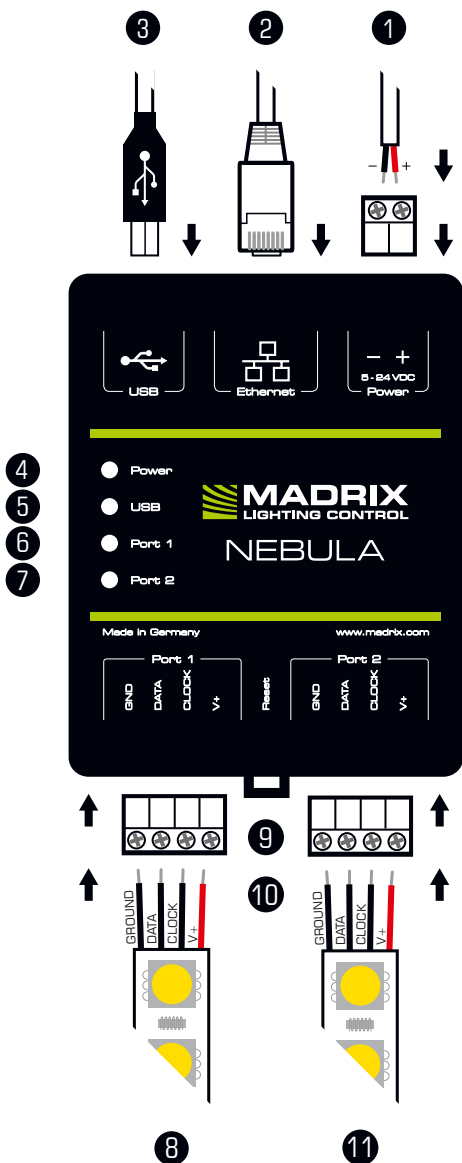 3 2 1
- +
- +
5 - 24 VDC
USB Ethernet Power
4 Power
5 USB
6 Port 1
7 Port 2
MADRIX
LIGHTING CONTROL
NEBULA
Made in Germany www.madrix.com
Port 1 Port 2
GND DATA CLOCK V+ Reset GND DATA CLOCK V+
9
10
GROUND DATA CLOCK V+ GROUND DATA CLOCK V+
8 11